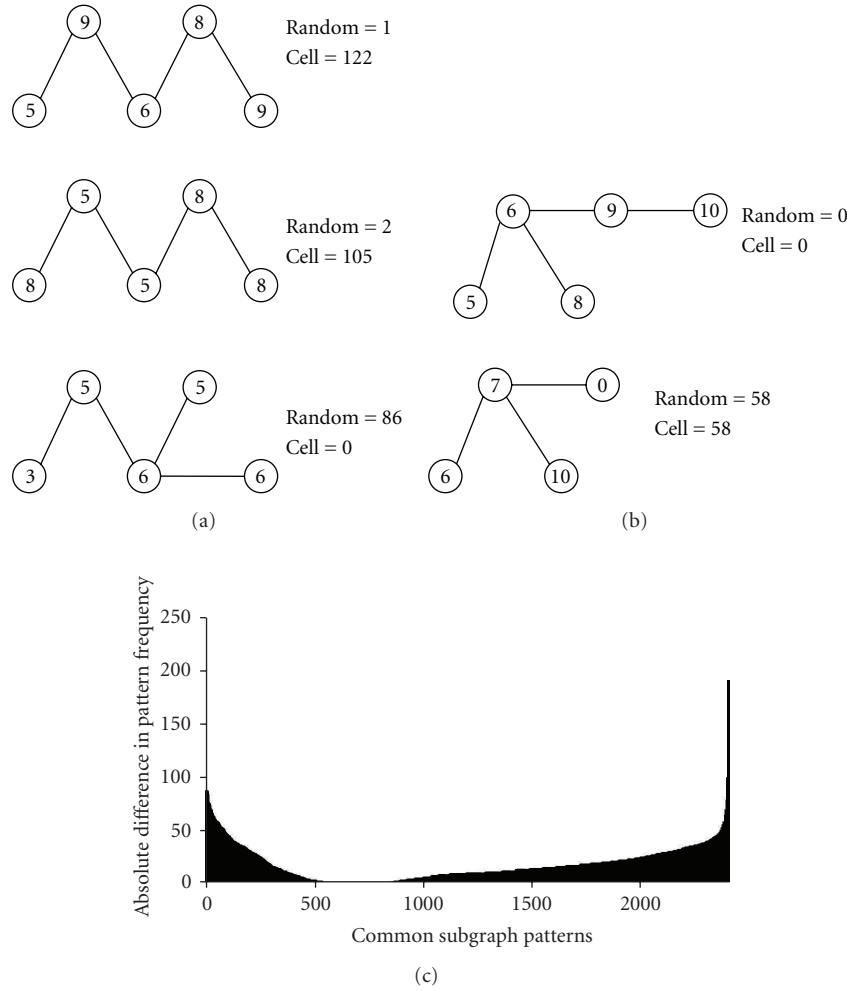 9 8
Random = 1
Cell = 122
5 6 9
5 8
Random = 2
Cell = 105
8 5 8
5 5
Random = 86
Cell = 0
3 6 6
(a)
6 9 10
Random = 0
Cell = 0
5 8
7 0
Random = 58
Cell = 58
6 10
(b)
Absolute difference in pattern frequency
250
200
150
100
50
0
0 500 1000 1500 2000
Common subgraph patterns
(c)